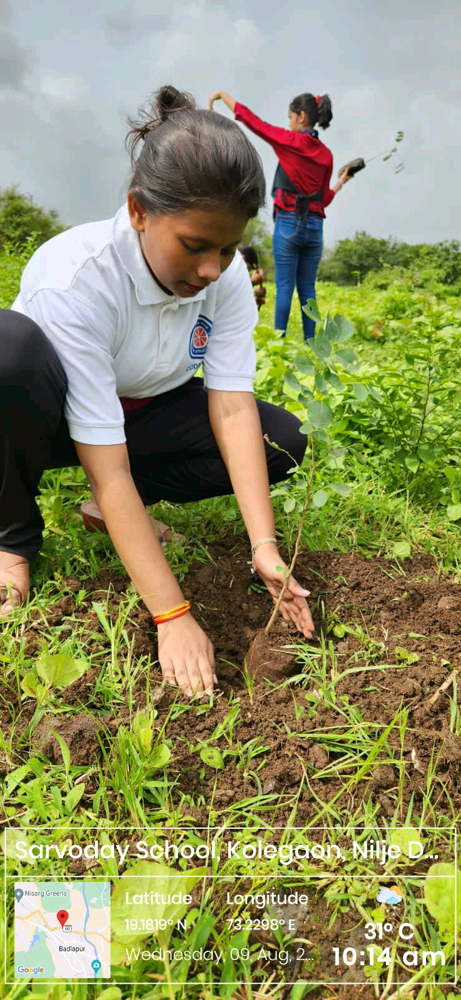 Sarvoday School, Kolegaon, Nilje D...
Nisarg Greens
80
Badlapur
Google
Latitude
Longitude
19.1819° N
73.2298° E
Wednesday, 09, Aug, 2...
31° C
10:14 am